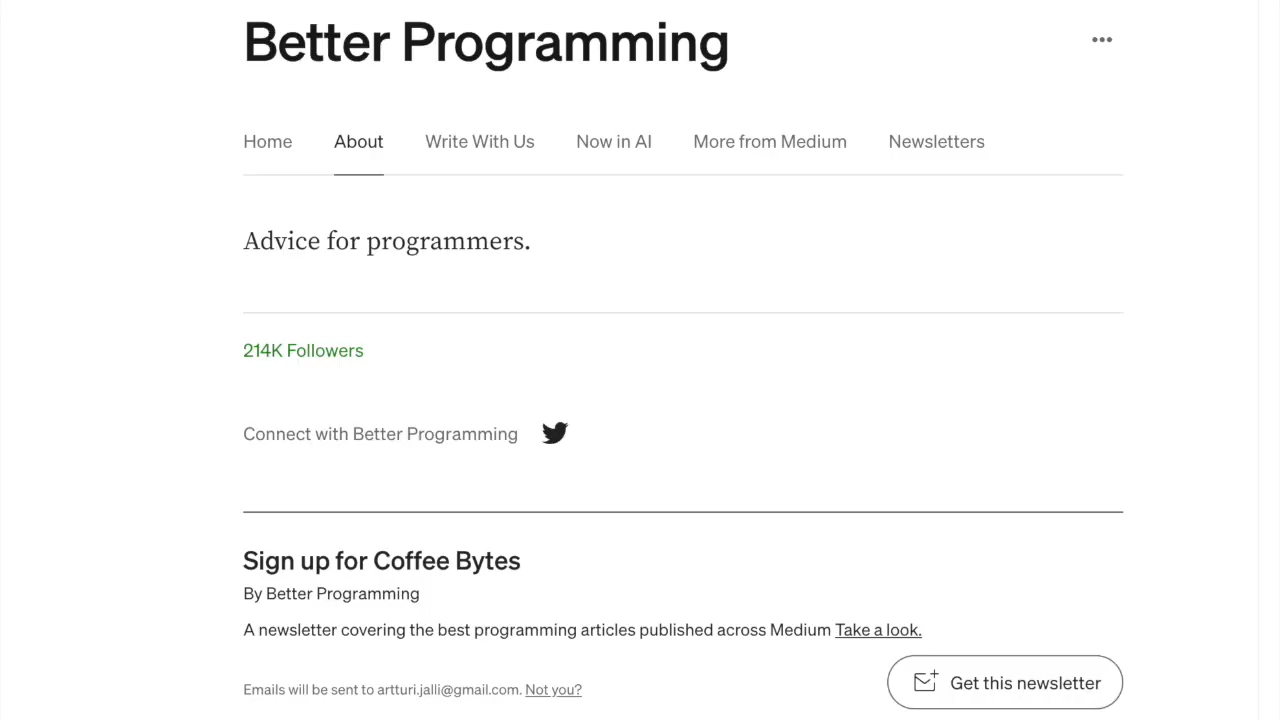 Better Programming
Home About Write With Us Now in AI More from Medium Newsletters
Advice for programmers.
214K Followers
Connect with Better Programming
Sign up for Coffee Bytes
By Better Programming
A newsletter covering the best programming articles published across Medium Take a look.
Emails will be sent to artturi.jalli@gmail.com. Not you?
Get this newsletter